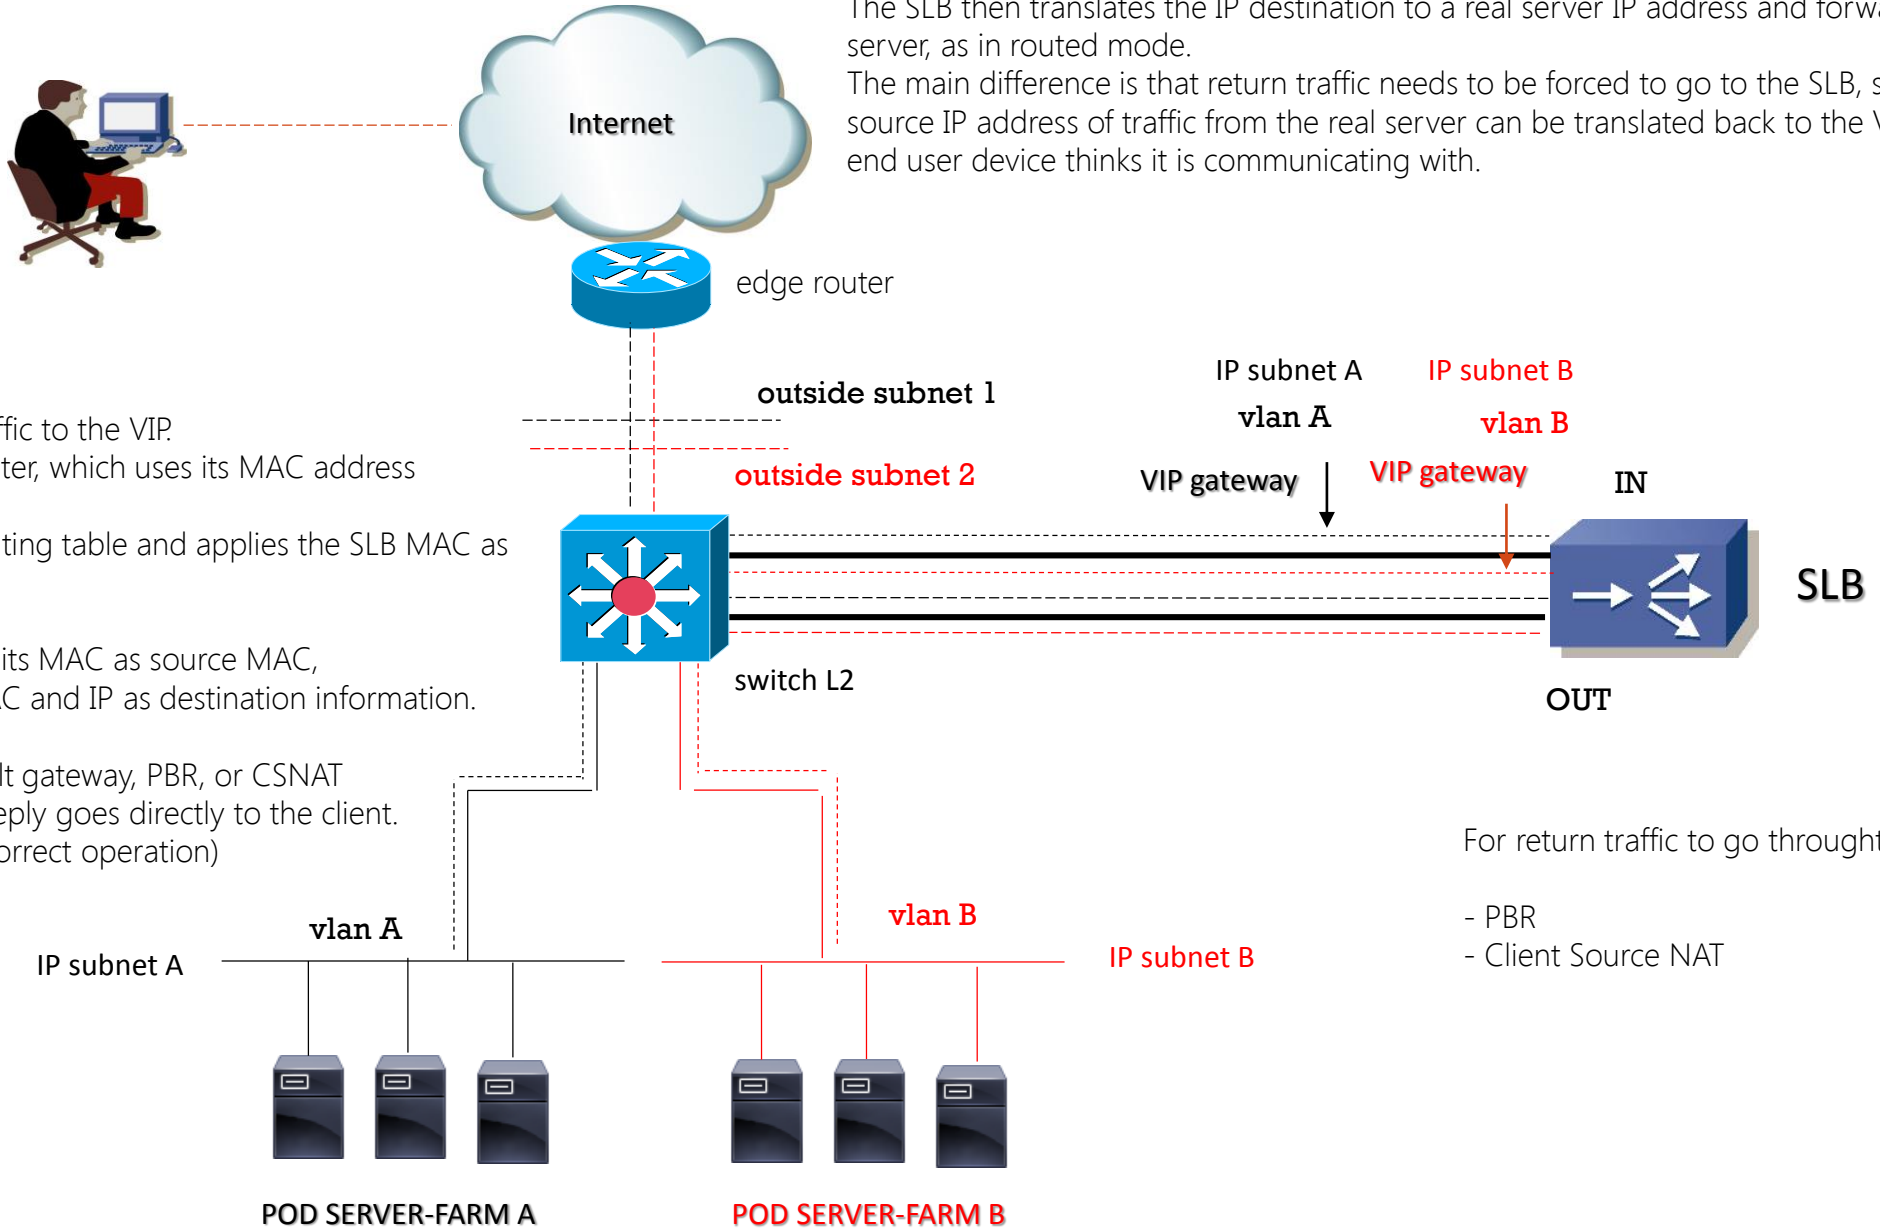 The SLB then translates the IP destination to a real server IP address and
server, as in routed mode.
The main difference is that return traffic needs to be forced to go to the SLB,
source IP address of traffic from the real server can be translated back to the
end user device thinks it is communicating with.
Internet
edge router
outside subnet 1
outside subnet 2
IP subnet A
IP subnet B
vlan A
vlan B
VIP gateway
VIP gateway
IN
SLB
OUT
switch L2
to the VIP.
which uses its MAC address
table and applies the SLB MAC as
its MAC as source MAC,
and IP as destination information.
gateway, PBR, or CSNAT
goes directly to the client.
operation)
For return traffic to go throught
- PBR
- Client Source NAT
vlan A
IP subnet A
vlan B
IP subnet B
POD SERVER-FARM A
POD SERVER-FARM B